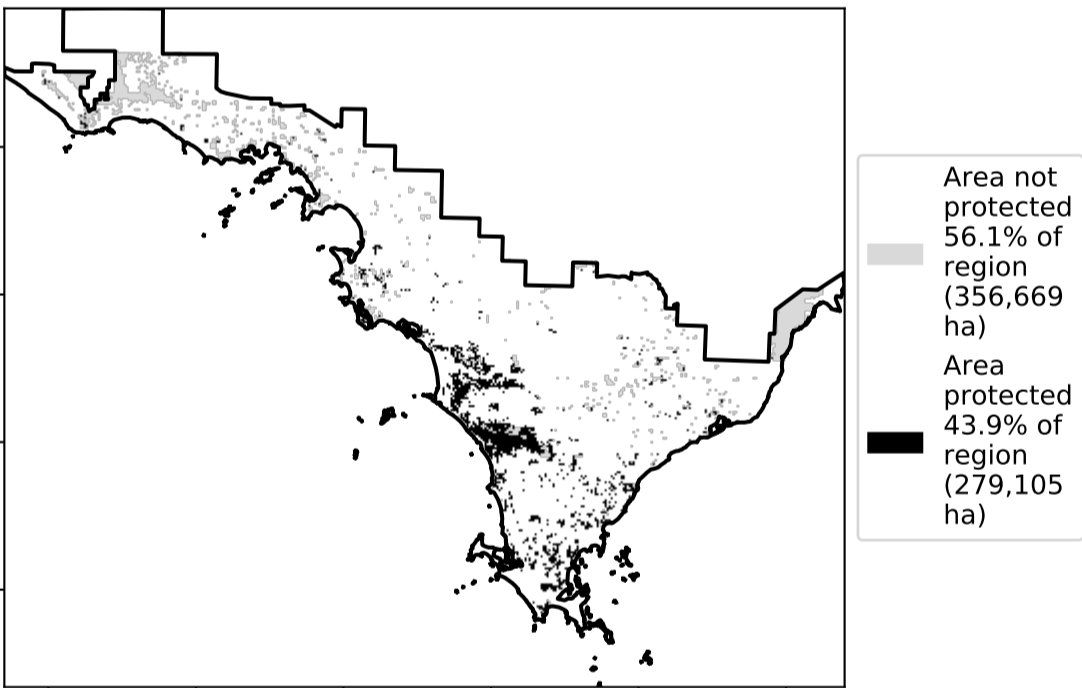 Area not
protected
56.1% of
region
(356,669
ha)
Area
protected
43.9% of
region
(279,105
ha)